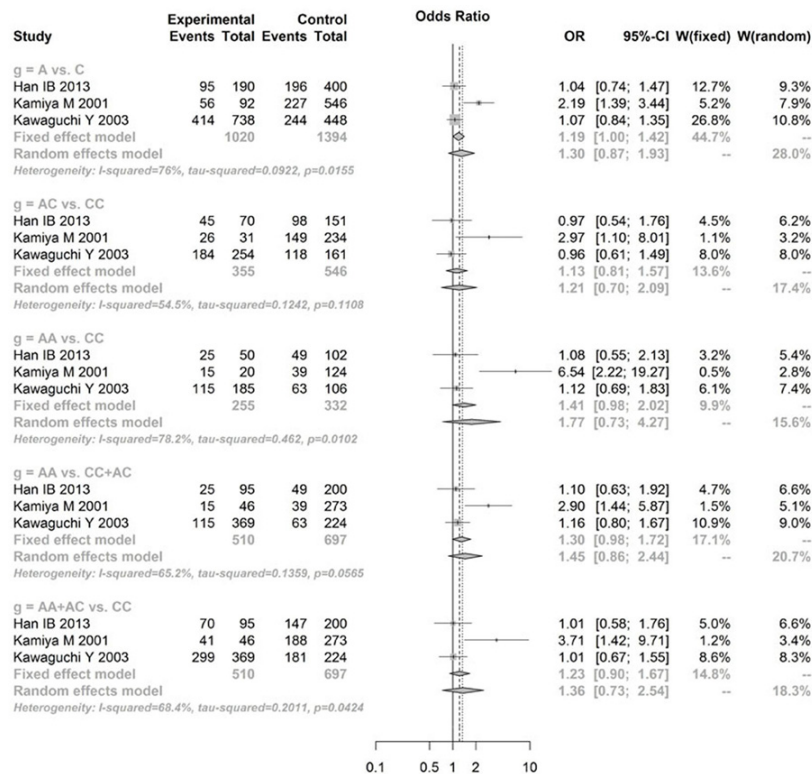 Experimental Control Odds Ratio
Study Events Total Events Total OR 95%-CI W(fixed) W(random)
g = A vs. C
Han IB 2013 95 190 196 400 1.04 [0.74; 1.47] 12.7% 9.3%
Kamiya M 2001 56 92 227 546 2.19 [1.39; 3.44] 5.2% 7.9%
Kawaguchi Y 2003 414 738 244 448 1.07 [0.84; 1.35] 26.8% 10.8%
Fixed effect model 1020 1394 1.19 [1.00; 1.42] 44.7% --
Random effects model 1.30 [0.87; 1.93] -- 28.0%
Heterogeneity: I-squared=76%, tau-squared=0.0922, p=0.0155
g = AC vs. CC
Han IB 2013 45 70 98 151 0.97 [0.54; 1.76] 4.5% 6.2%
Kamiya M 2001 26 31 149 234 2.97 [1.10; 8.01] 1.1% 3.2%
Kawaguchi Y 2003 184 254 118 161 0.96 [0.61; 1.49] 8.0% 8.0%
Fixed effect model 355 546 1.13 [0.81; 1.57] 13.6% --
Random effects model 1.21 [0.70; 2.09] -- 17.4%
Heterogeneity: I-squared=54.5%, tau-squared=0.1242, p=0.1108
g = AA vs. CC
Han IB 2013 25 50 49 102 1.08 [0.55; 2.13] 3.2% 5.4%
Kamiya M 2001 15 20 39 124 6.54 [2.22; 19.27] 0.5% 2.8%
Kawaguchi Y 2003 115 185 63 106 1.12 [0.69; 1.83] 6.1% 7.4%
Fixed effect model 255 332 1.41 [0.98; 2.02] 9.9% --
Random effects model 1.77 [0.73; 4.27] -- 15.6%
Heterogeneity: I-squared=78.2%, tau-squared=0.462, p=0.0102
g = AA vs. CC+AC
Han IB 2013 25 95 49 200 1.10 [0.63; 1.92] 4.7% 6.6%
Kamiya M 2001 15 46 39 273 2.90 [1.44; 5.87] 1.5% 5.1%
Kawaguchi Y 2003 115 369 63 224 1.16 [0.80; 1.67] 10.9% 9.0%
Fixed effect model 510 697 1.30 [0.98; 1.72] 17.1% --
Random effects model 1.45 [0.86; 2.44] -- 20.7%
Heterogeneity: I-squared=65.2%, tau-squared=0.1359, p=0.0565
g = AA+AC vs. CC
Han IB 2013 70 95 147 200 1.01 [0.58; 1.76] 5.0% 6.6%
Kamiya M 2001 41 46 188 273 3.71 [1.42; 9.71] 1.2% 3.4%
Kawaguchi Y 2003 299 369 181 224 1.01 [0.67; 1.55] 8.6% 8.3%
Fixed effect model 510 697 1.23 [0.90; 1.67] 14.8% --
Random effects model 1.36 [0.73; 2.54] -- 18.3%
Heterogeneity: I-squared=68.4%, tau-squared=0.2011, p=0.0424
0.1 0.5 1 2 10